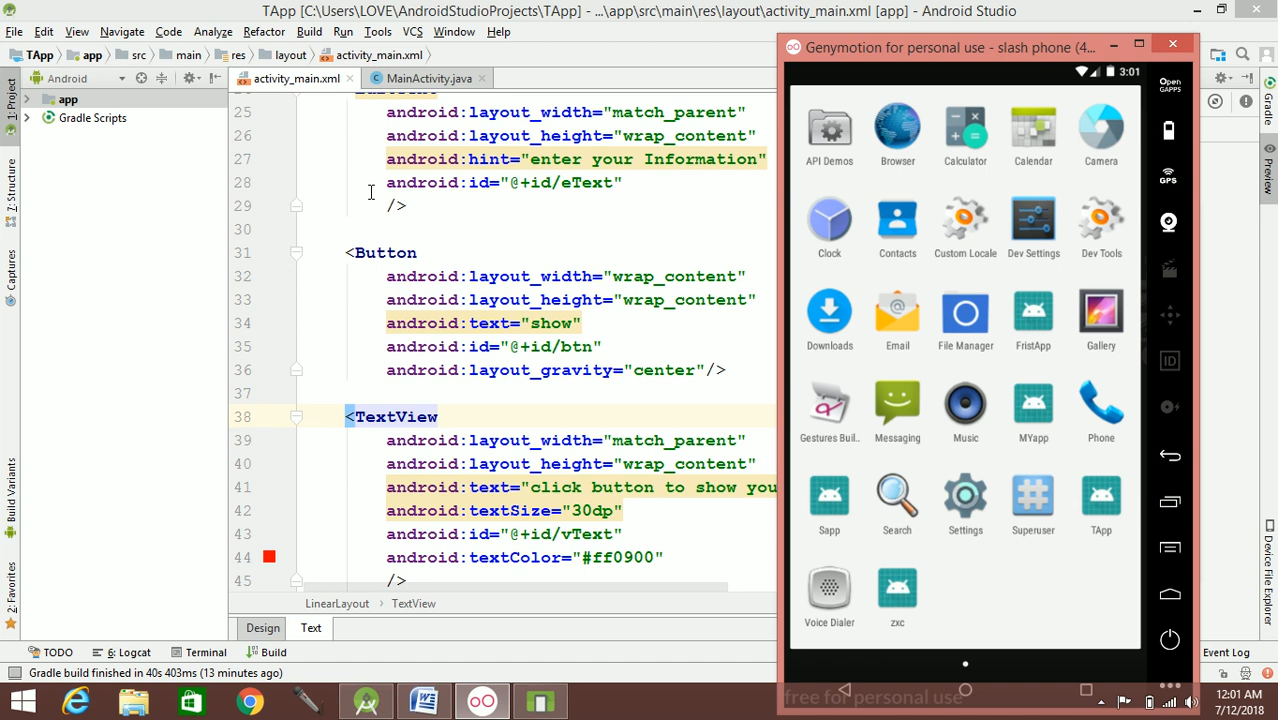 TApp [C:\Users\LOVE\AndroidStudioProjects\TApp] - ...\app\src\main\res\layout\activity_main.xml [app] - Android Studio
File Edit View Navigate Code Analyze Refactor Build Run Tools VCS Window Help
TApp app src main res layout activity_main.xml
Genymotion for personal use - slash phone (4...
Android
activity_main.xml MainActivity.java
3:01
1: Project
Z: Structure
Captures
Build Variants
2: Favorites
app
Gradle Scripts
25 android:layout_width="match_parent"
26 android:layout_height="wrap_content"
27 android:hint="enter your Information"
28 android:id="@+id/eText"
29 />
30
31 <Button
32 android:layout_width="wrap_content"
33 android:layout_height="wrap_content"
34 android:text="show"
35 android:id="@+id/btn"
36 android:layout_gravity="center"/>
37
38 <TextView
39 android:layout_width="match_parent"
40 android:layout_height="wrap_content"
41 android:text="click button to show you
42 android:textSize="30dp"
43 android:id="@+id/vText"
44 android:textColor="#ff0900"
45 />
LinearLayout TextView
Design Text
API Demos Browser Calculator Calendar Camera
Clock Contacts Custom Locale Dev Settings Dev Tools
Downloads Email File Manager FristApp Gallery
Gestures Buil.. Messaging Music MYapp Phone
Sapp Search Settings Superuser TApp
Voice Dialer zxc
free for personal use
Open
GAPPS
GPS
ID
Gradle
Preview
Device File Explorer
TODO 6: Logcat Terminal Build Event Log
Gradle build finished in 40s 403ms (13 minutes ago)
12:01 AM
7/12/2018